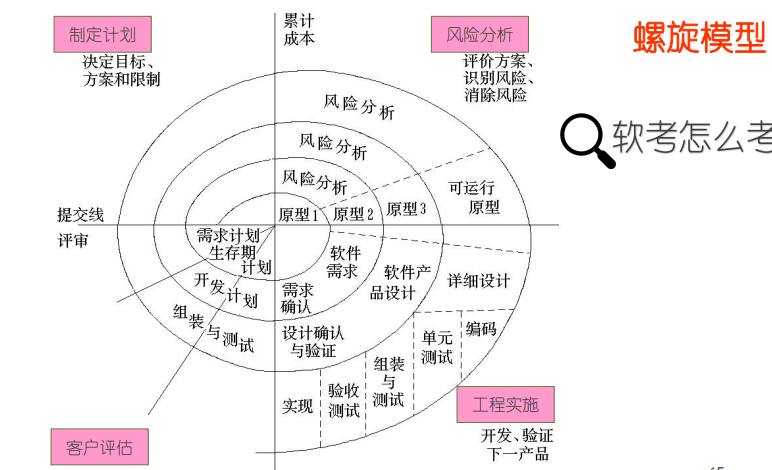 螺旋模型
软考怎么考
制定计划
决定目标、
方案和限制
累计
成本
风险分析
评价方案、
识别风险、
消除风险
风险分析
风险分析
风险分析
可运行
原型
提交线
评审
原型1
原型2
原型3
需求计划
生存期
计划
开发计划
组装与测试
软件
需求
需求
确认
软件产
品设计
设计确认
与验证
详细设计
编码
单元
测试
组装
与
测试
验收
测试
实现
工程实施
开发、验证
下一产品
客户评估